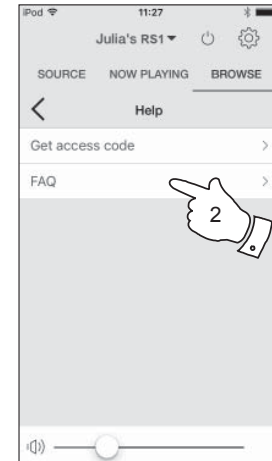 iPod 11:27
Julia's RS1
SOURCE NOW PLAYING BROWSE
Help
Get access code
FAQ
2